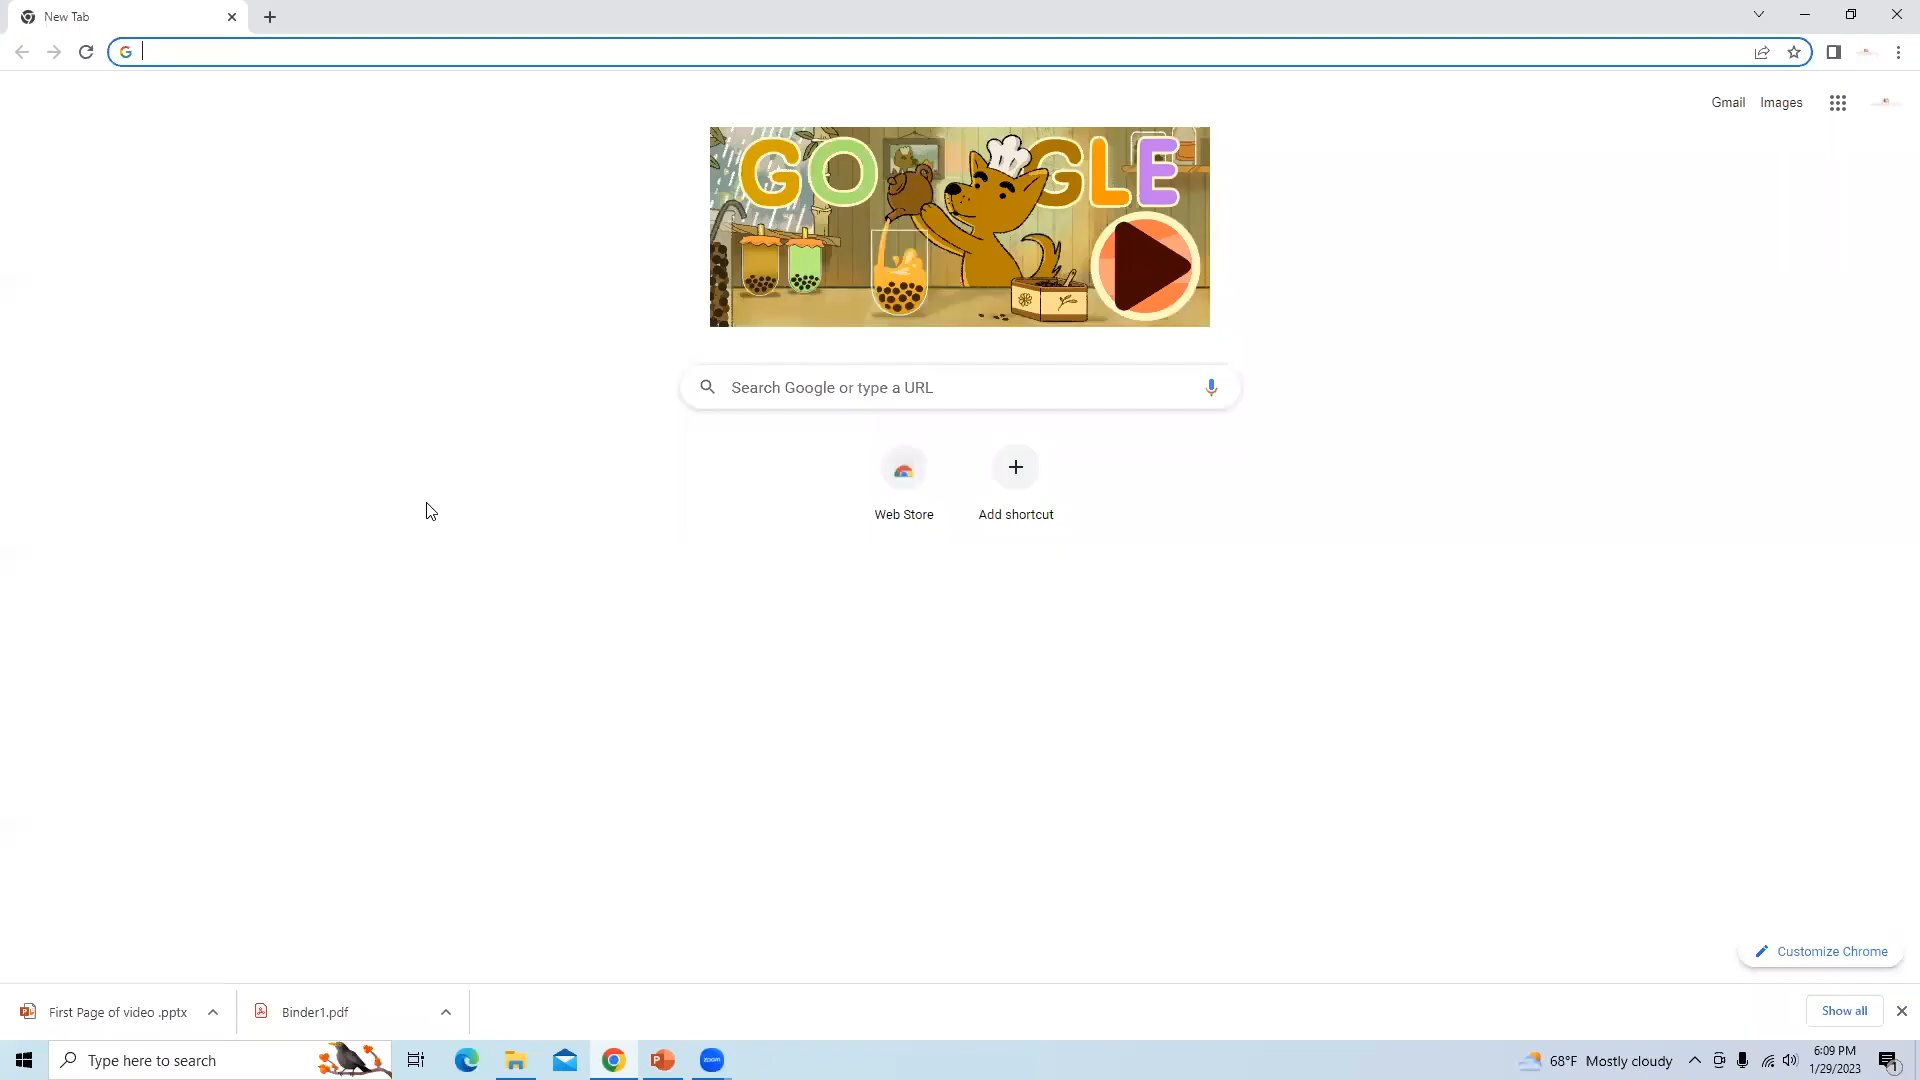 New Tab
Gmail Images
GOOGLE
Search Google or type a URL
Web Store
Add shortcut
Customize Chrome
First Page of video .pptx
Binder1.pdf
Show all
Type here to search
zoom
68°F Mostly cloudy
6:09 PM
1/29/2023
1